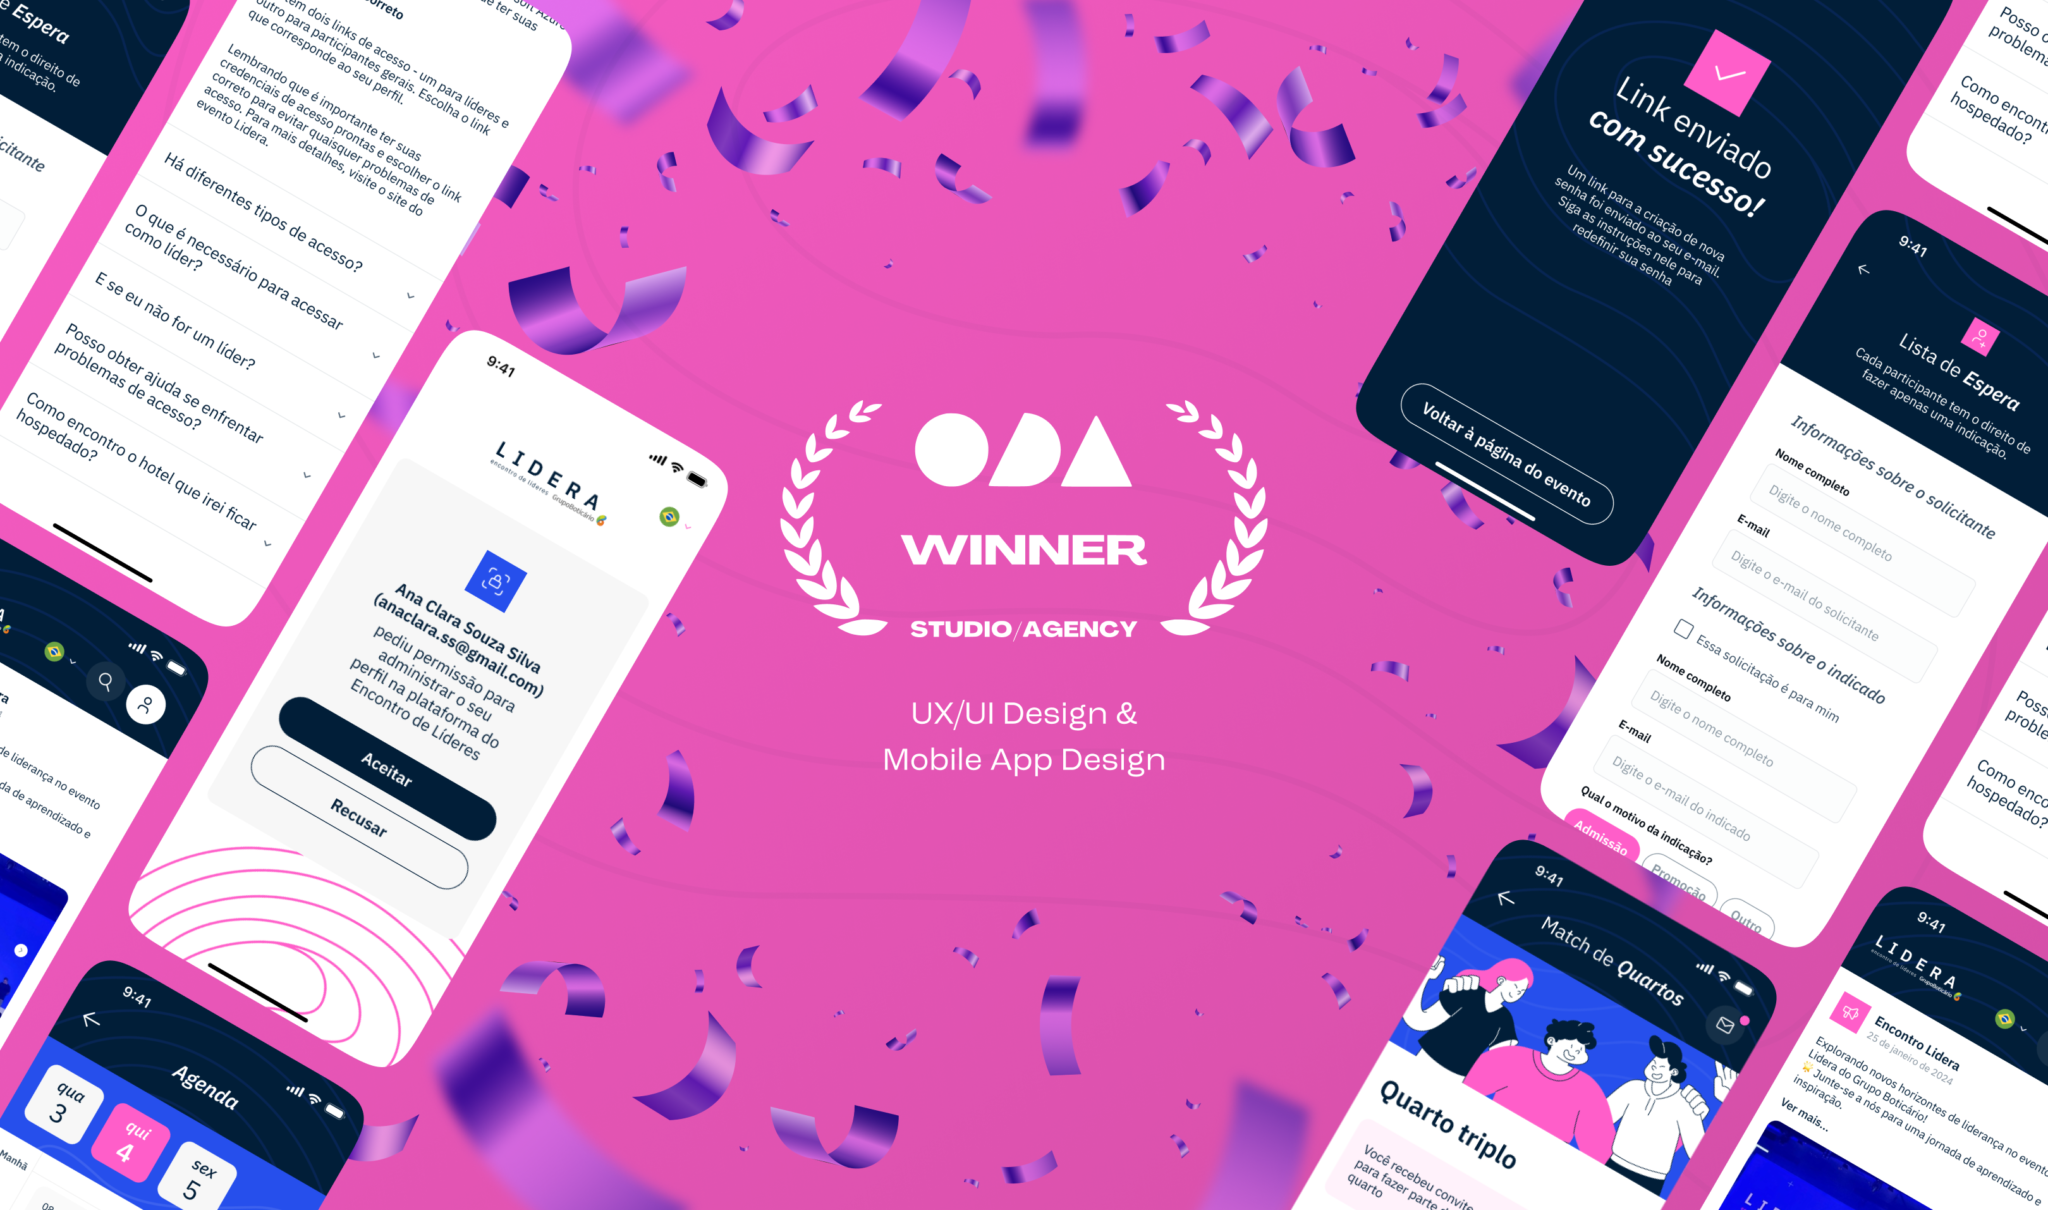 e Espera
tem o direito de
a indicação.
icitante
orreto
tem dois links de acesso - um para líderes e
outro para participantes gerais. Escolha o link
que corresponde ao seu perfil.
Lembrando que é importante ter suas
credenciais de acesso prontas e escolher o link
correto para evitar quaisquer problemas de
acesso. Para mais detalhes, visite o site do
evento Lidera.
Há diferentes tipos de acesso?
O que é necessário para acessar
como líder?
E se eu não for um líder?
Posso obter ajuda se enfrentar
problemas de acesso?
Como encontro o hotel que irei ficar
hospedado?
9:41
LIDERA
encontro de líderes GrupoBoticário
Ana Clara Souza Silva
(anaclara.ss@gmail.com)
pediu permissão para
administrar o seu
perfil na plataforma do
Encontro de Líderes
Aceitar
Recusar
de liderança no evento
da de aprendizado e
9:41
Agenda
qua
3
qui
4
sex
5
Manhã
08
ODA
WINNER
STUDIO/AGENCY
UX/UI Design &
Mobile App Design
Link enviado
com sucesso!
Um link para a criação de nova
senha foi enviado ao seu e-mail.
Siga as instruções nele para
redefinir sua senha
Voltar à página do evento
Posso o
problema
Como encont
hospedado?
9:41
Lista de Espera
Cada participante tem o direito de
fazer apenas uma indicação.
Informações sobre o solicitante
Nome completo
Digite o nome completo
E-mail
Digite o e-mail do solicitante
Informações sobre o indicado
Essa solicitação é para mim
Nome completo
Digite o nome completo
E-mail
Digite o e-mail do indicado
Qual o motivo da indicação?
Admissão
Promoção
Outro
Poss
proble
Como enco
hospedado?
9:41
Match de Quartos
Quarto triplo
Você recebeu convite
para fazer parte d
quarto
9:41
LIDERA
encontro de líderes GrupoBoticário
Encontro Lidera
25 de janeiro de 2024
Explorando novos horizontes de liderança no evento
Lidera do Grupo Boticário!
Junte-se a nós para uma jornada de aprendizado e
inspiração.
Ver mais...
LIDE